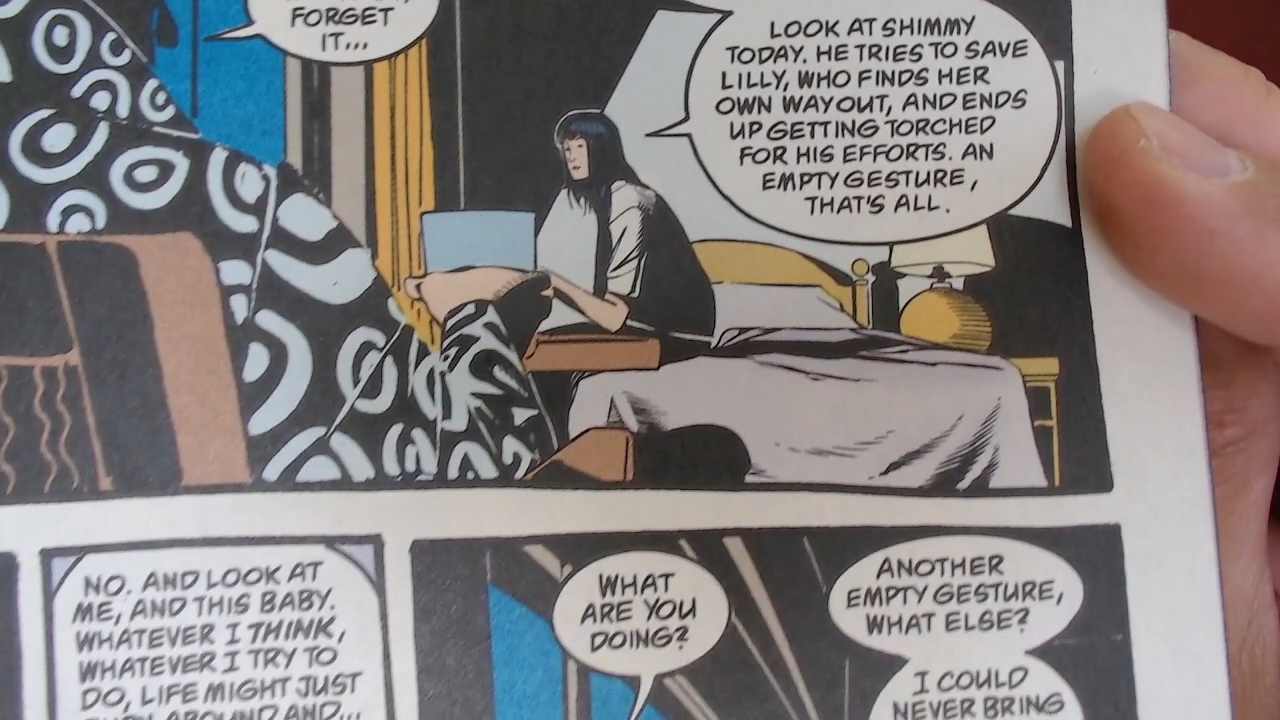 FORGET
IT...
LOOK AT SHIMMY
TODAY. HE TRIES TO SAVE
LILLY, WHO FINDS HER
OWN WAY OUT, AND ENDS
UP GETTING TORCHED
FOR HIS EFFORTS. AN
EMPTY GESTURE,
THAT'S ALL.
NO. AND LOOK AT
ME, AND THIS BABY.
WHATEVER I THINK,
WHATEVER I TRY TO
DO, LIFE MIGHT JUST
AROUND AND...
WHAT
ARE YOU
DOING?
ANOTHER
EMPTY GESTURE,
WHAT ELSE?
I COULD
NEVER BRING